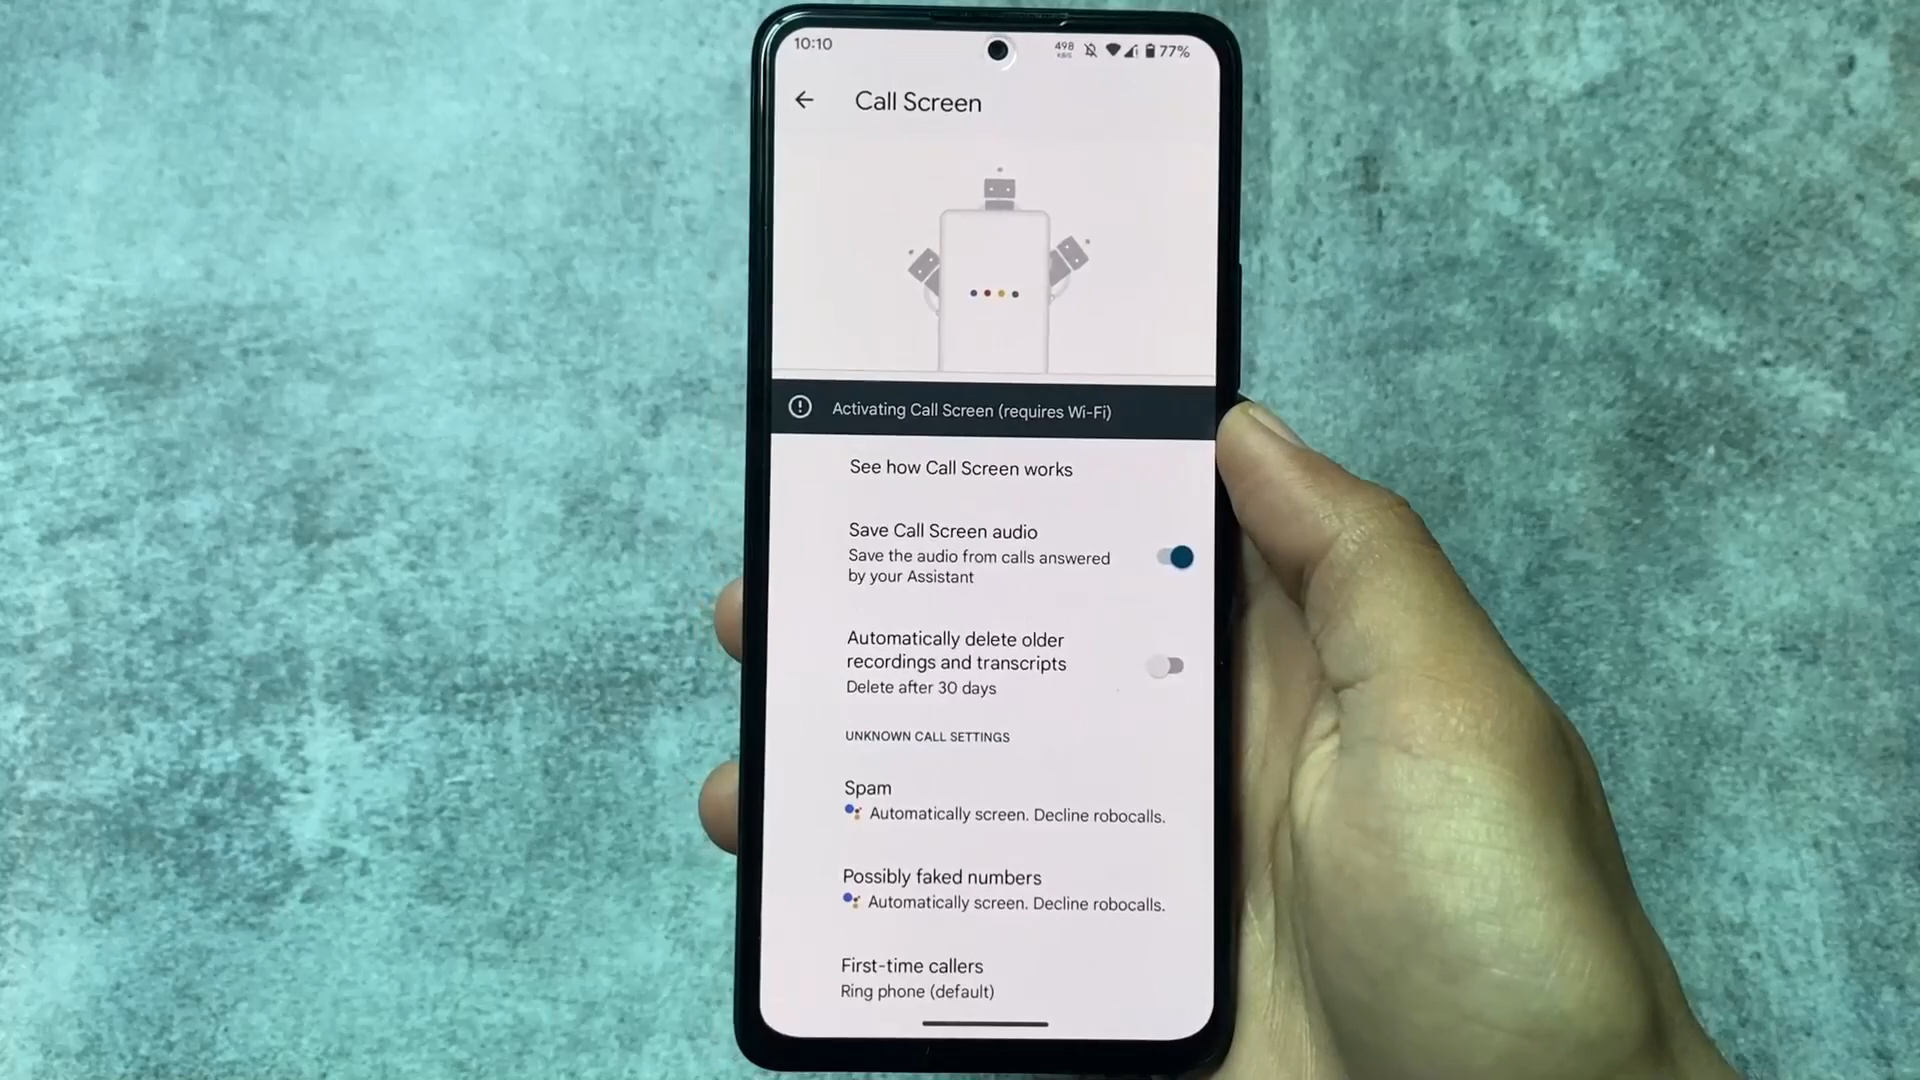 10:10
498
KB/S
77%
Call Screen
Activating Call Screen (requires Wi-Fi)
See how Call Screen works
Save Call Screen audio
Save the audio from calls answered
by your Assistant
Automatically delete older
recordings and transcripts
Delete after 30 days
UNKNOWN CALL SETTINGS
Spam
Automatically screen. Decline robocalls.
Possibly faked numbers
Automatically screen. Decline robocalls.
First-time callers
Ring phone (default)